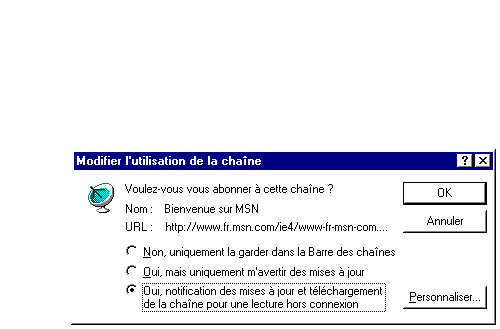 Modifier l'utilisation de la chaîne
Voulez-vous vous abonner à cette chaîne ?
Nom : Bienvenue sur MSN
URL : http://www.fr.msn.com/ie4/www-fr-msn-com....
Non, uniquement la garder dans la Barre des chaînes
Oui, mais uniquement m'avertir des mises à jour
Oui, notification des mises à jour et téléchargement
de la chaîne pour une lecture hors connexion
OK
Annuler
Personnaliser...